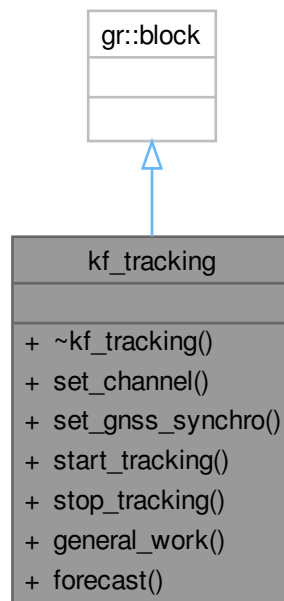 gr::block
kf_tracking
+ ~kf_tracking()
+ set_channel()
+ set_gnss_synchro()
+ start_tracking()
+ stop_tracking()
+ general_work()
+ forecast()